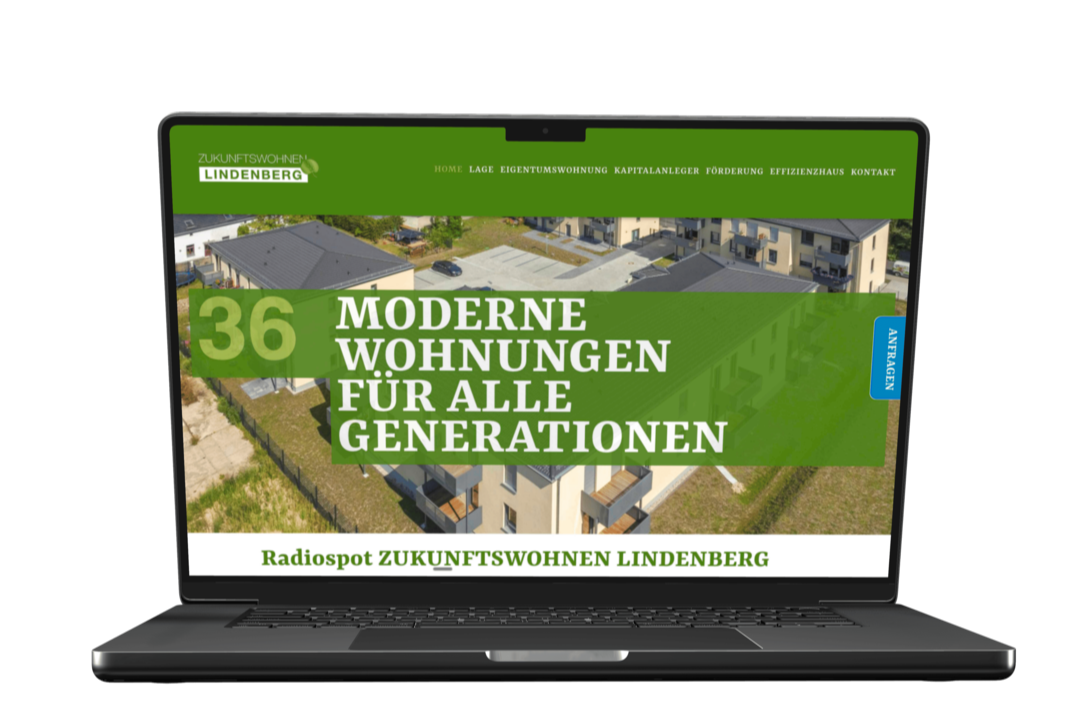 ZUKUNFTSWOHNEN
LINDENBERG
HOME LAGE EIGENTUMSWOHNUNG KAPITALANLEGER FÖRDERUNG EFFIZIENZHAUS KONTAKT
36
MODERNE
WOHNUNGEN
FÜR ALLE
GENERATIONEN
ANFRAGEN
Radiospot ZUKUNFTSWOHNEN LINDENBERG